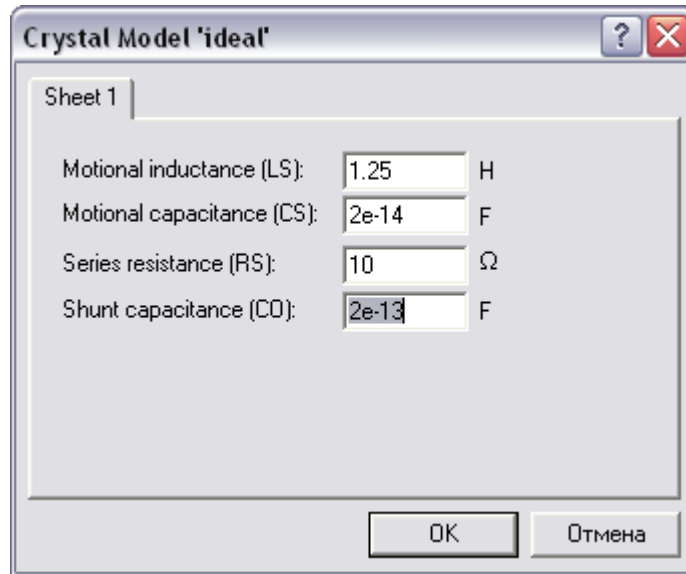 Crystal Model 'ideal'
Sheet 1
Motional inductance (LS): 1.25 H
Motional capacitance (CS): 2e-14 F
Series resistance (RS): 10 Ω
Shunt capacitance (CO): 2e-13 F
OK Отмена